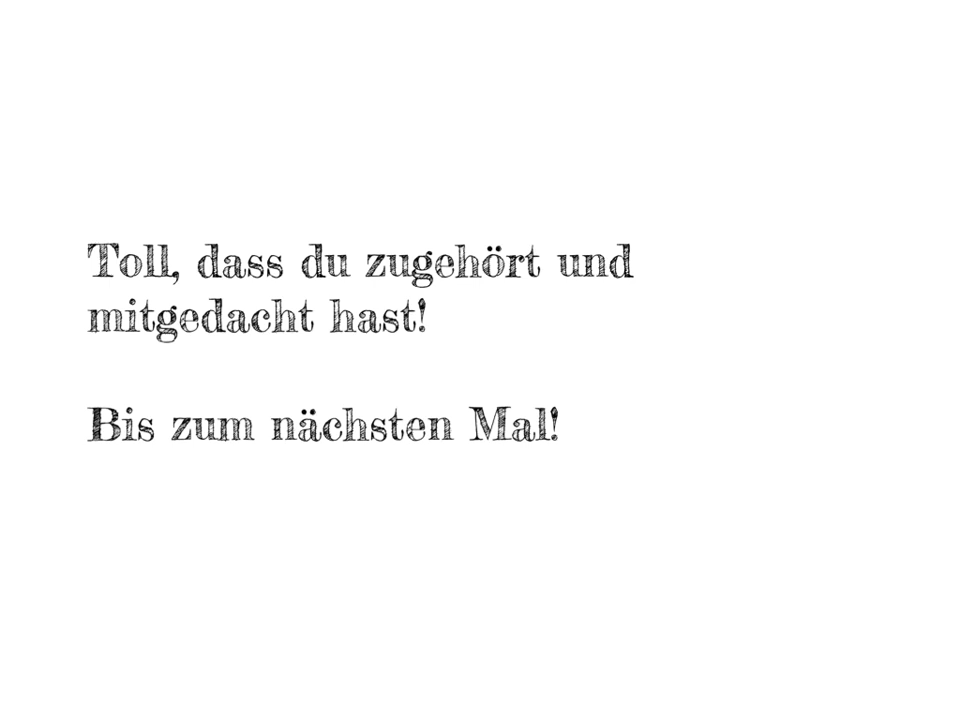 Toll, dass du zugehört und
mitgedacht hast!
Bis zum nächsten Mal!